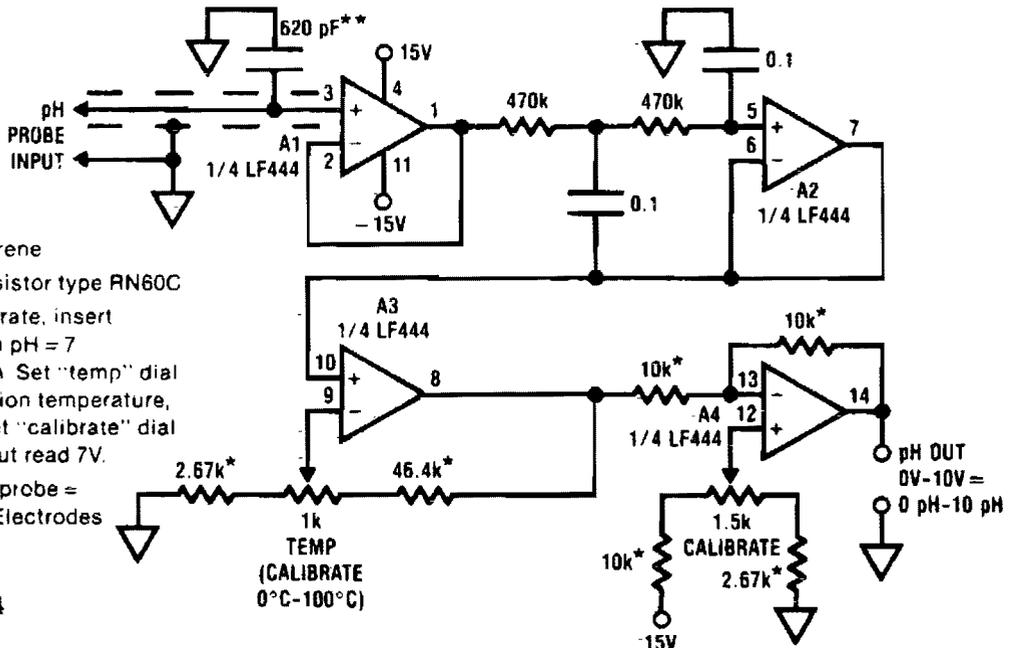 620 pF**
15V
pH
PROBE
INPUT
3
4
1
2
11
A1
1/4 LF444
–15V
470k
470k
0.1
0.1
5
6
7
A2
1/4 LF444
sistor type RN60C
rate, insert
pH = 7
Set "temp" dial
ion temperature,
t "calibrate" dial
ut read 7V.
probe =
Electrodes
A3
1/4 LF444
10
9
8
2.67k*
1k
TEMP
(CALIBRATE
0°C-100°C)
46.4k*
10k*
10k*
13
12
14
A4
1/4 LF444
pH OUT
0V-10V =
0 pH-10 pH
1.5k
CALIBRATE
10k*
2.67k*
15V